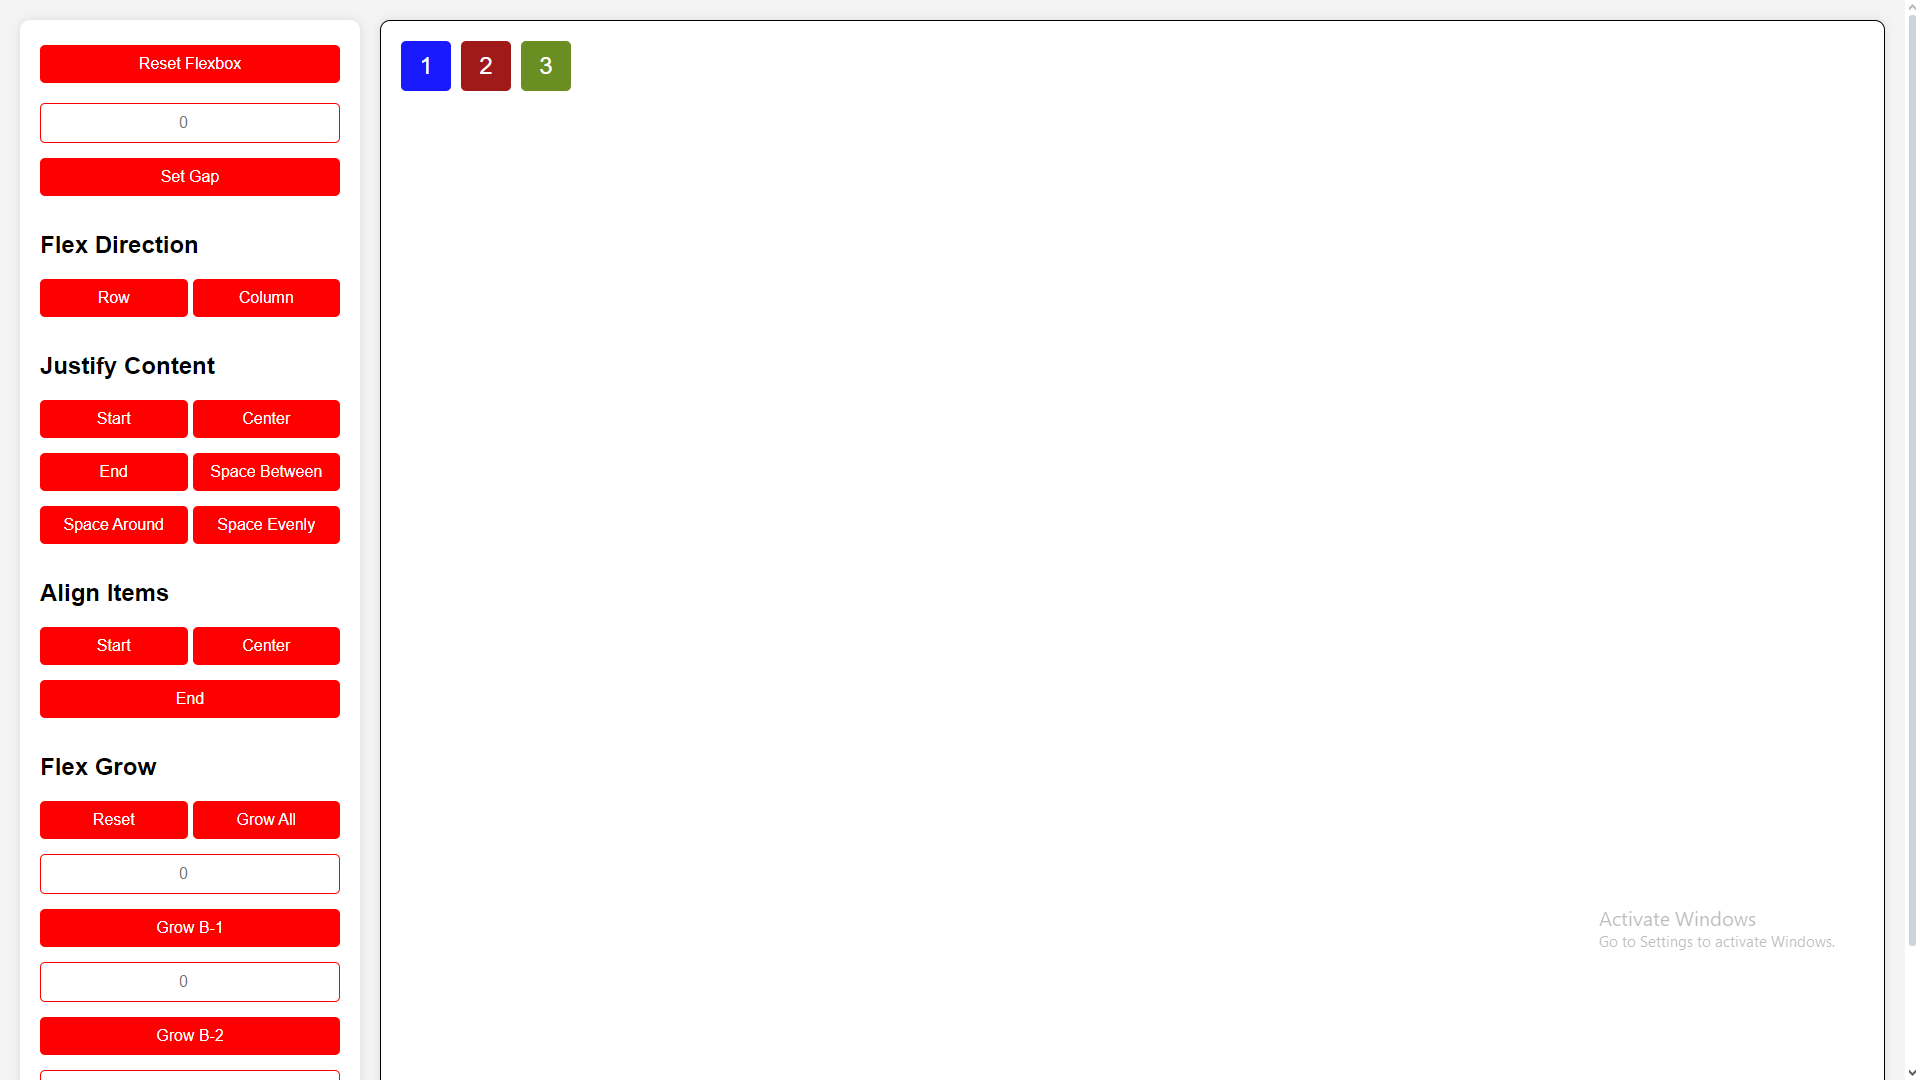 Reset Flexbox
0
Set Gap
Flex Direction
Row Column
Justify Content
Start Center
End Space Between
Space Around Space Evenly
Align Items
Start Center
End
Flex Grow
Reset Grow All
0
Grow B-1
0
Grow B-2
1 2 3
Activate Windows
Go to Settings to activate Windows.